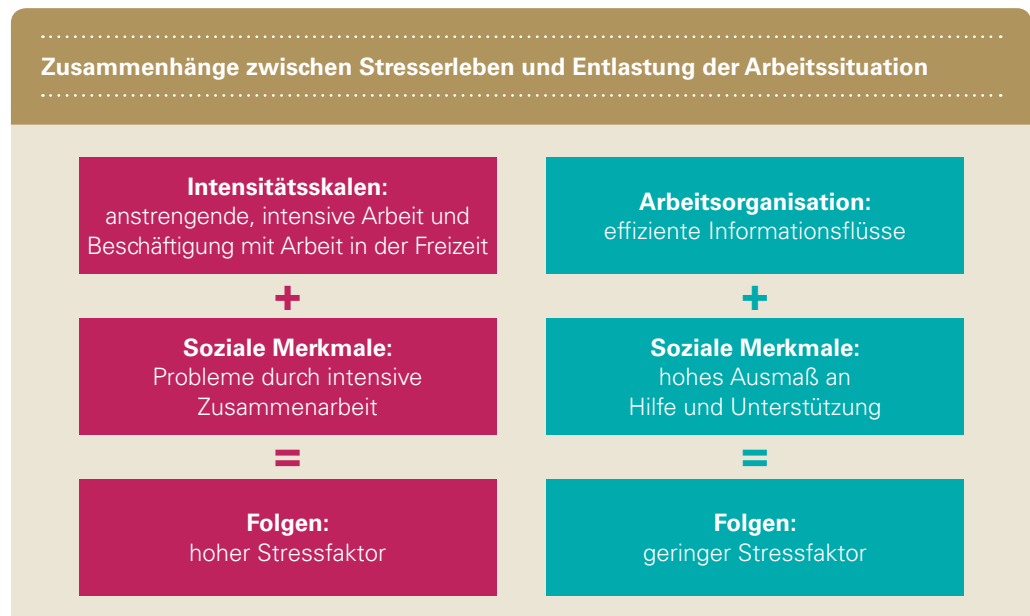 Zusammenhänge zwischen Stresserleben und Entlastung der Arbeitssituation
Intensitätsskalen:
anstrengende, intensive Arbeit und
Beschäftigung mit Arbeit in der Freizeit
+
Soziale Merkmale:
Probleme durch intensive
Zusammenarbeit
=
Folgen:
hoher Stressfaktor
Arbeitsorganisation:
effiziente Informationsflüsse
+
Soziale Merkmale:
hohes Ausmaß an
Hilfe und Unterstützung
=
Folgen:
geringer Stressfaktor